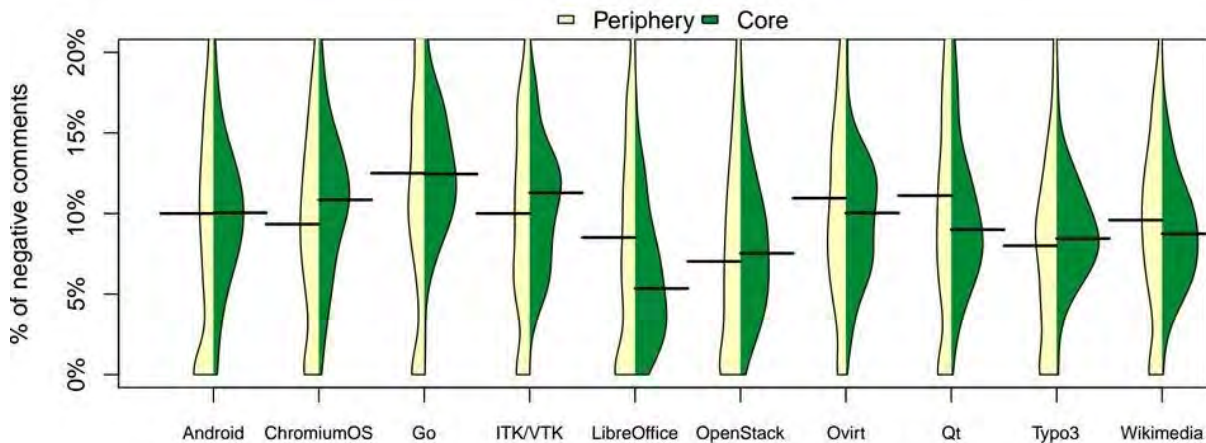 Periphery Core
% of negative comments
20%
15%
10%
5%
0%
Android ChromiumOS Go ITK/VTK LibreOffice OpenStack Ovirt Qt Typo3 Wikimedia